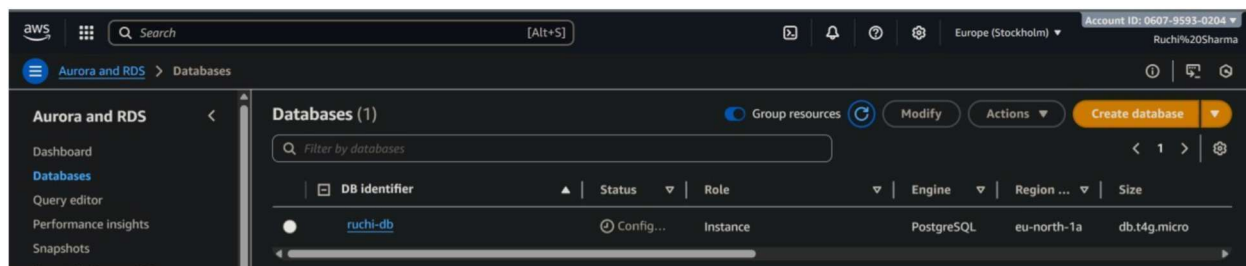 aws Search [Alt+S] Europe (Stockholm) ▼ Account ID: 0607-9593-0204 ▼
Ruchi%20Sharma
Aurora and RDS > Databases
Aurora and RDS <
Dashboard
Databases
Query editor
Performance insights
Snapshots
Databases (1) Group resources Modify Actions ▼ Create database ▼
Filter by databases < 1 >
DB identifier ▲ Status ▽ Role ▽ Engine ▽ Region ... ▽ Size
ruchi-db Config... Instance PostgreSQL eu-north-1a db.t4g.micro